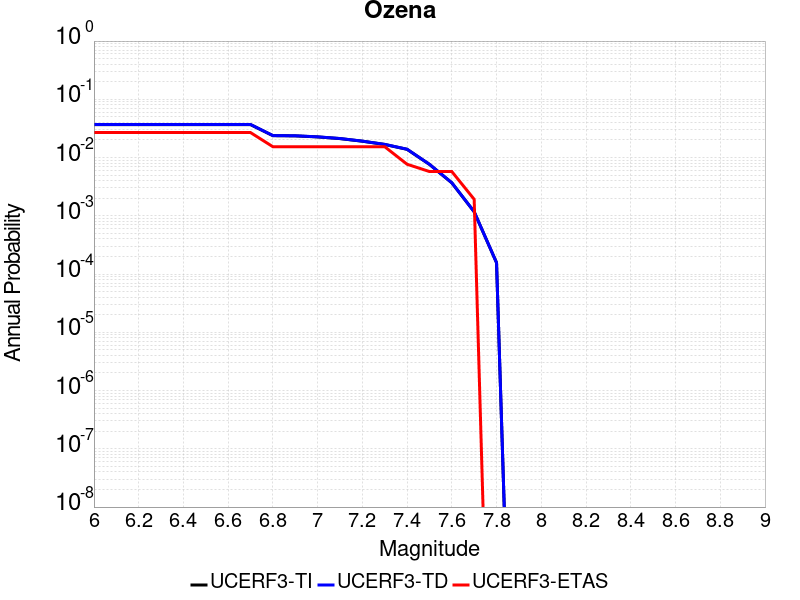 Ozena
10^0
10^-1
10^-2
10^-3
10^-4
10^-5
10^-6
10^-7
10^-8
Annual Probability
6 6.2 6.4 6.6 6.8 7 7.2 7.4 7.6 7.8 8 8.2 8.4 8.6 8.8 9
Magnitude
UCERF3-TI UCERF3-TD UCERF3-ETAS